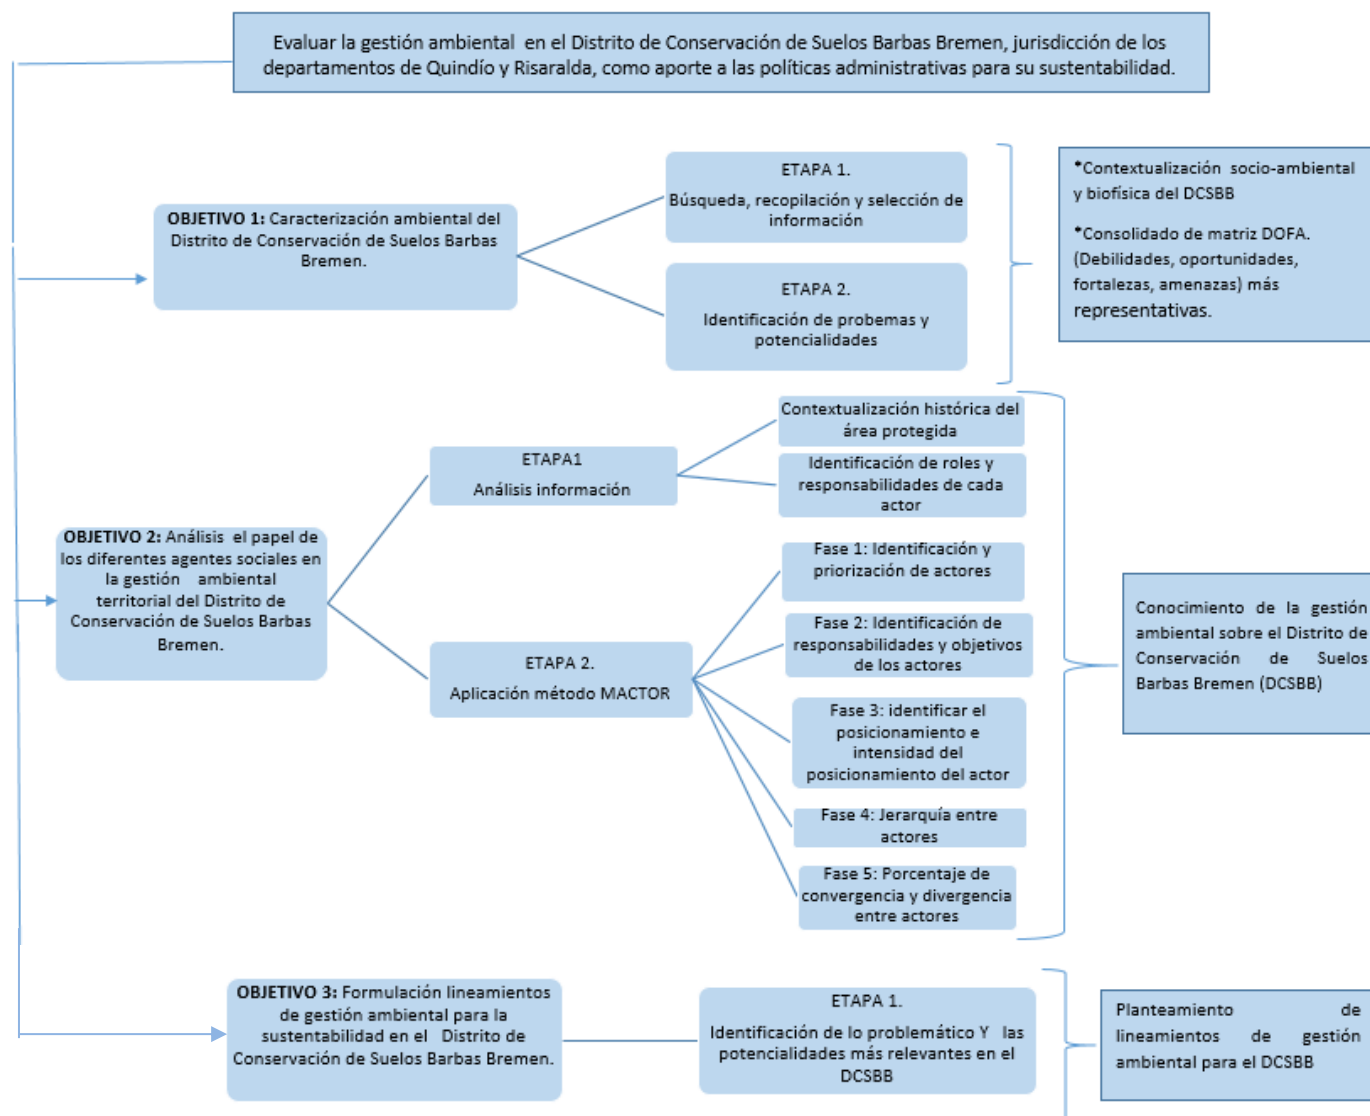 Evaluar la gestión ambiental en el Distrito de Conservación de Suelos Barbas Bremen, jurisdicción de los
departamentos de Quindío y Risaralda, como aporte a las políticas administrativas para su sustentabilidad.
OBJETIVO 1: Caracterización ambiental del
Distrito de Conservación de Suelos Barbas
Bremen.
ETAPA 1.
Búsqueda, recopilación y selección de
información
ETAPA 2.
Identificación de probemas y
potencialidades
*Contextualización socio-ambiental
y biofísica del DCSBB
*Consolidado de matriz DOFA.
(Debilidades, oportunidades,
fortalezas, amenazas) más
representativas.
OBJETIVO 2: Análisis el papel de
los diferentes agentes sociales en
la gestión ambiental
territorial del Distrito de
Conservación de Suelos Barbas
Bremen.
ETAPA1
Análisis información
Contextualización histórica del
área protegida
Identificación de roles y
responsabilidades de cada
actor
ETAPA 2.
Aplicación método MACTOR
Fase 1: Identificación y
priorización de actores
Fase 2: Identificación de
responsabilidades y objetivos
de los actores
Fase 3: identificar el
posicionamiento e
intensidad del
posicionamiento del actor
Fase 4: Jerarquía entre
actores
Fase 5: Porcentaje de
convergencia y divergencia
entre actores
Conocimiento de la gestión
ambiental sobre el Distrito de
Conservación de Suelos
Barbas Bremen (DCSBB)
OBJETIVO 3: Formulación lineamientos
de gestión ambiental para la
sustentabilidad en el Distrito de
Conservación de Suelos Barbas Bremen.
ETAPA 1.
Identificación de lo problemático Y las
potencialidades más relevantes en el
DCSBB
Planteamiento de
lineamientos de gestión
ambiental para el DCSBB